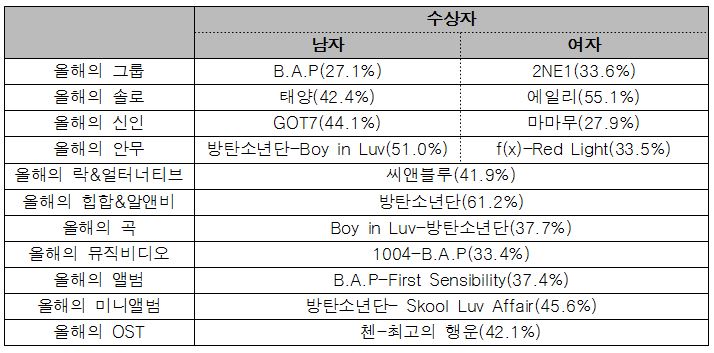 수상자
남자 여자
올해의 그룹 B.A.P(27.1%) 2NE1(33.6%)
올해의 솔로 태양(42.4%) 에일리(55.1%)
올해의 신인 GOT7(44.1%) 마마무(27.9%)
올해의 안무 방탄소년단-Boy in Luv(51.0%) f(x)-Red Light(33.5%)
올해의 락&얼터너티브 씨앤블루(41.9%)
올해의 힙합&알앤비 방탄소년단(61.2%)
올해의 곡 Boy in Luv-방탄소년단(37.7%)
올해의 뮤직비디오 1004-B.A.P(33.4%)
올해의 앨범 B.A.P-First Sensibility(37.4%)
올해의 미니앨범 방탄소년단- Skool Luv Affair(45.6%)
올해의 OST 첸-최고의 행운(42.1%)